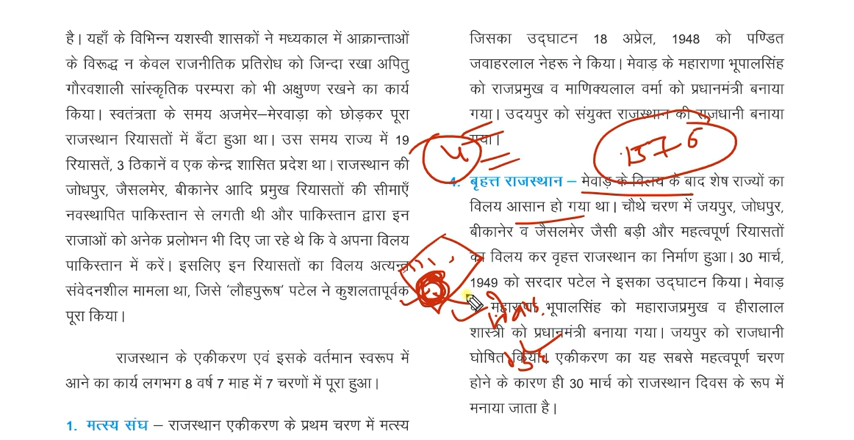 है। यहाँ के विभिन्न यशस्वी शासकों ने मध्यकाल में आक्रान्ताओं
के विरूद्ध न केवल राजनीतिक प्रतिरोध को जिन्दा रखा अपितु
गौरवशाली सांस्कृतिक परम्परा को भी अक्षुण्ण रखने का कार्य
किया। स्वतंत्रता के समय अजमेर–मेरवाड़ा को छोड़कर पूरा
राजस्थान रियासतों में बँटा हुआ था। उस समय राज्य में 19
रियासतें, 3 ठिकानें व एक केन्द्र शासित प्रदेश था। राजस्थान की
जोधपुर, जैसलमेर, बीकानेर आदि प्रमुख रियासतों की सीमाएँ
नवस्थापित पाकिस्तान से लगती थी और पाकिस्तान द्वारा इन
राजाओं को अनेक प्रलोभन भी दिए जा रहे थे कि वे अपना विलय
पाकिस्तान में करें। इसलिए इन रियासतों का विलय अत्यन्त
संवेदनशील मामला था, जिसे 'लौहपुरूष' पटेल ने कुशलतापूर्वक
पूरा किया।
राजस्थान के एकीकरण एवं इसके वर्तमान स्वरूप में
आने का कार्य लगभग 8 वर्ष 7 माह में 7 चरणों में पूरा हुआ।
1. मत्स्य संघ – राजस्थान एकीकरण के प्रथम चरण में मत्स्य
जिसका उद्घाटन 18 अप्रेल, 1948 को पण्डित
जवाहरलाल नेहरू ने किया। मेवाड़ के महाराणा भूपालसिंह
को राजप्रमुख व माणिक्यलाल वर्मा को प्रधानमंत्री बनाया
गया। उदयपुर को संयुक्त राजस्थान की राजधानी बनाया
गया।
4. बृहत्त राजस्थान – मेवाड़ के विलय के बाद शेष राज्यों का
विलय आसान हो गया था। चौथे चरण में जयपुर, जोधपुर,
बीकानेर व जैसलमेर जैसी बड़ी और महत्वपूर्ण रियासतों
का विलय कर वृहत्त राजस्थान का निर्माण हुआ। 30 मार्च,
1949 को सरदार पटेल ने इसका उद्घाटन किया। मेवाड़
महाराणा भूपालसिंह को महाराजप्रमुख व हीरालाल
शास्त्री को प्रधानमंत्री बनाया गया। जयपुर को राजधानी
घोषित किया। एकीकरण का यह सबसे महत्वपूर्ण चरण
होने के कारण ही 30 मार्च को राजस्थान दिवस के रूप में
मनाया जाता है।